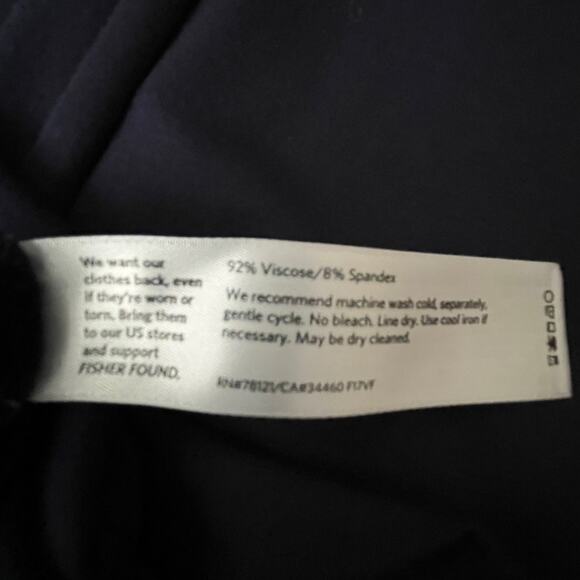 We want our
clothes back, even
if they're worn or
torn. Bring them
to our US stores
and support
FISHER FOUND.
92% Viscose/8% Spandex
We recommend machine wash cold, separately,
gentle cycle. No bleach. Line dry. Use cool iron if
necessary. May be dry cleaned.
RN#78121/CA#34460 F17VF